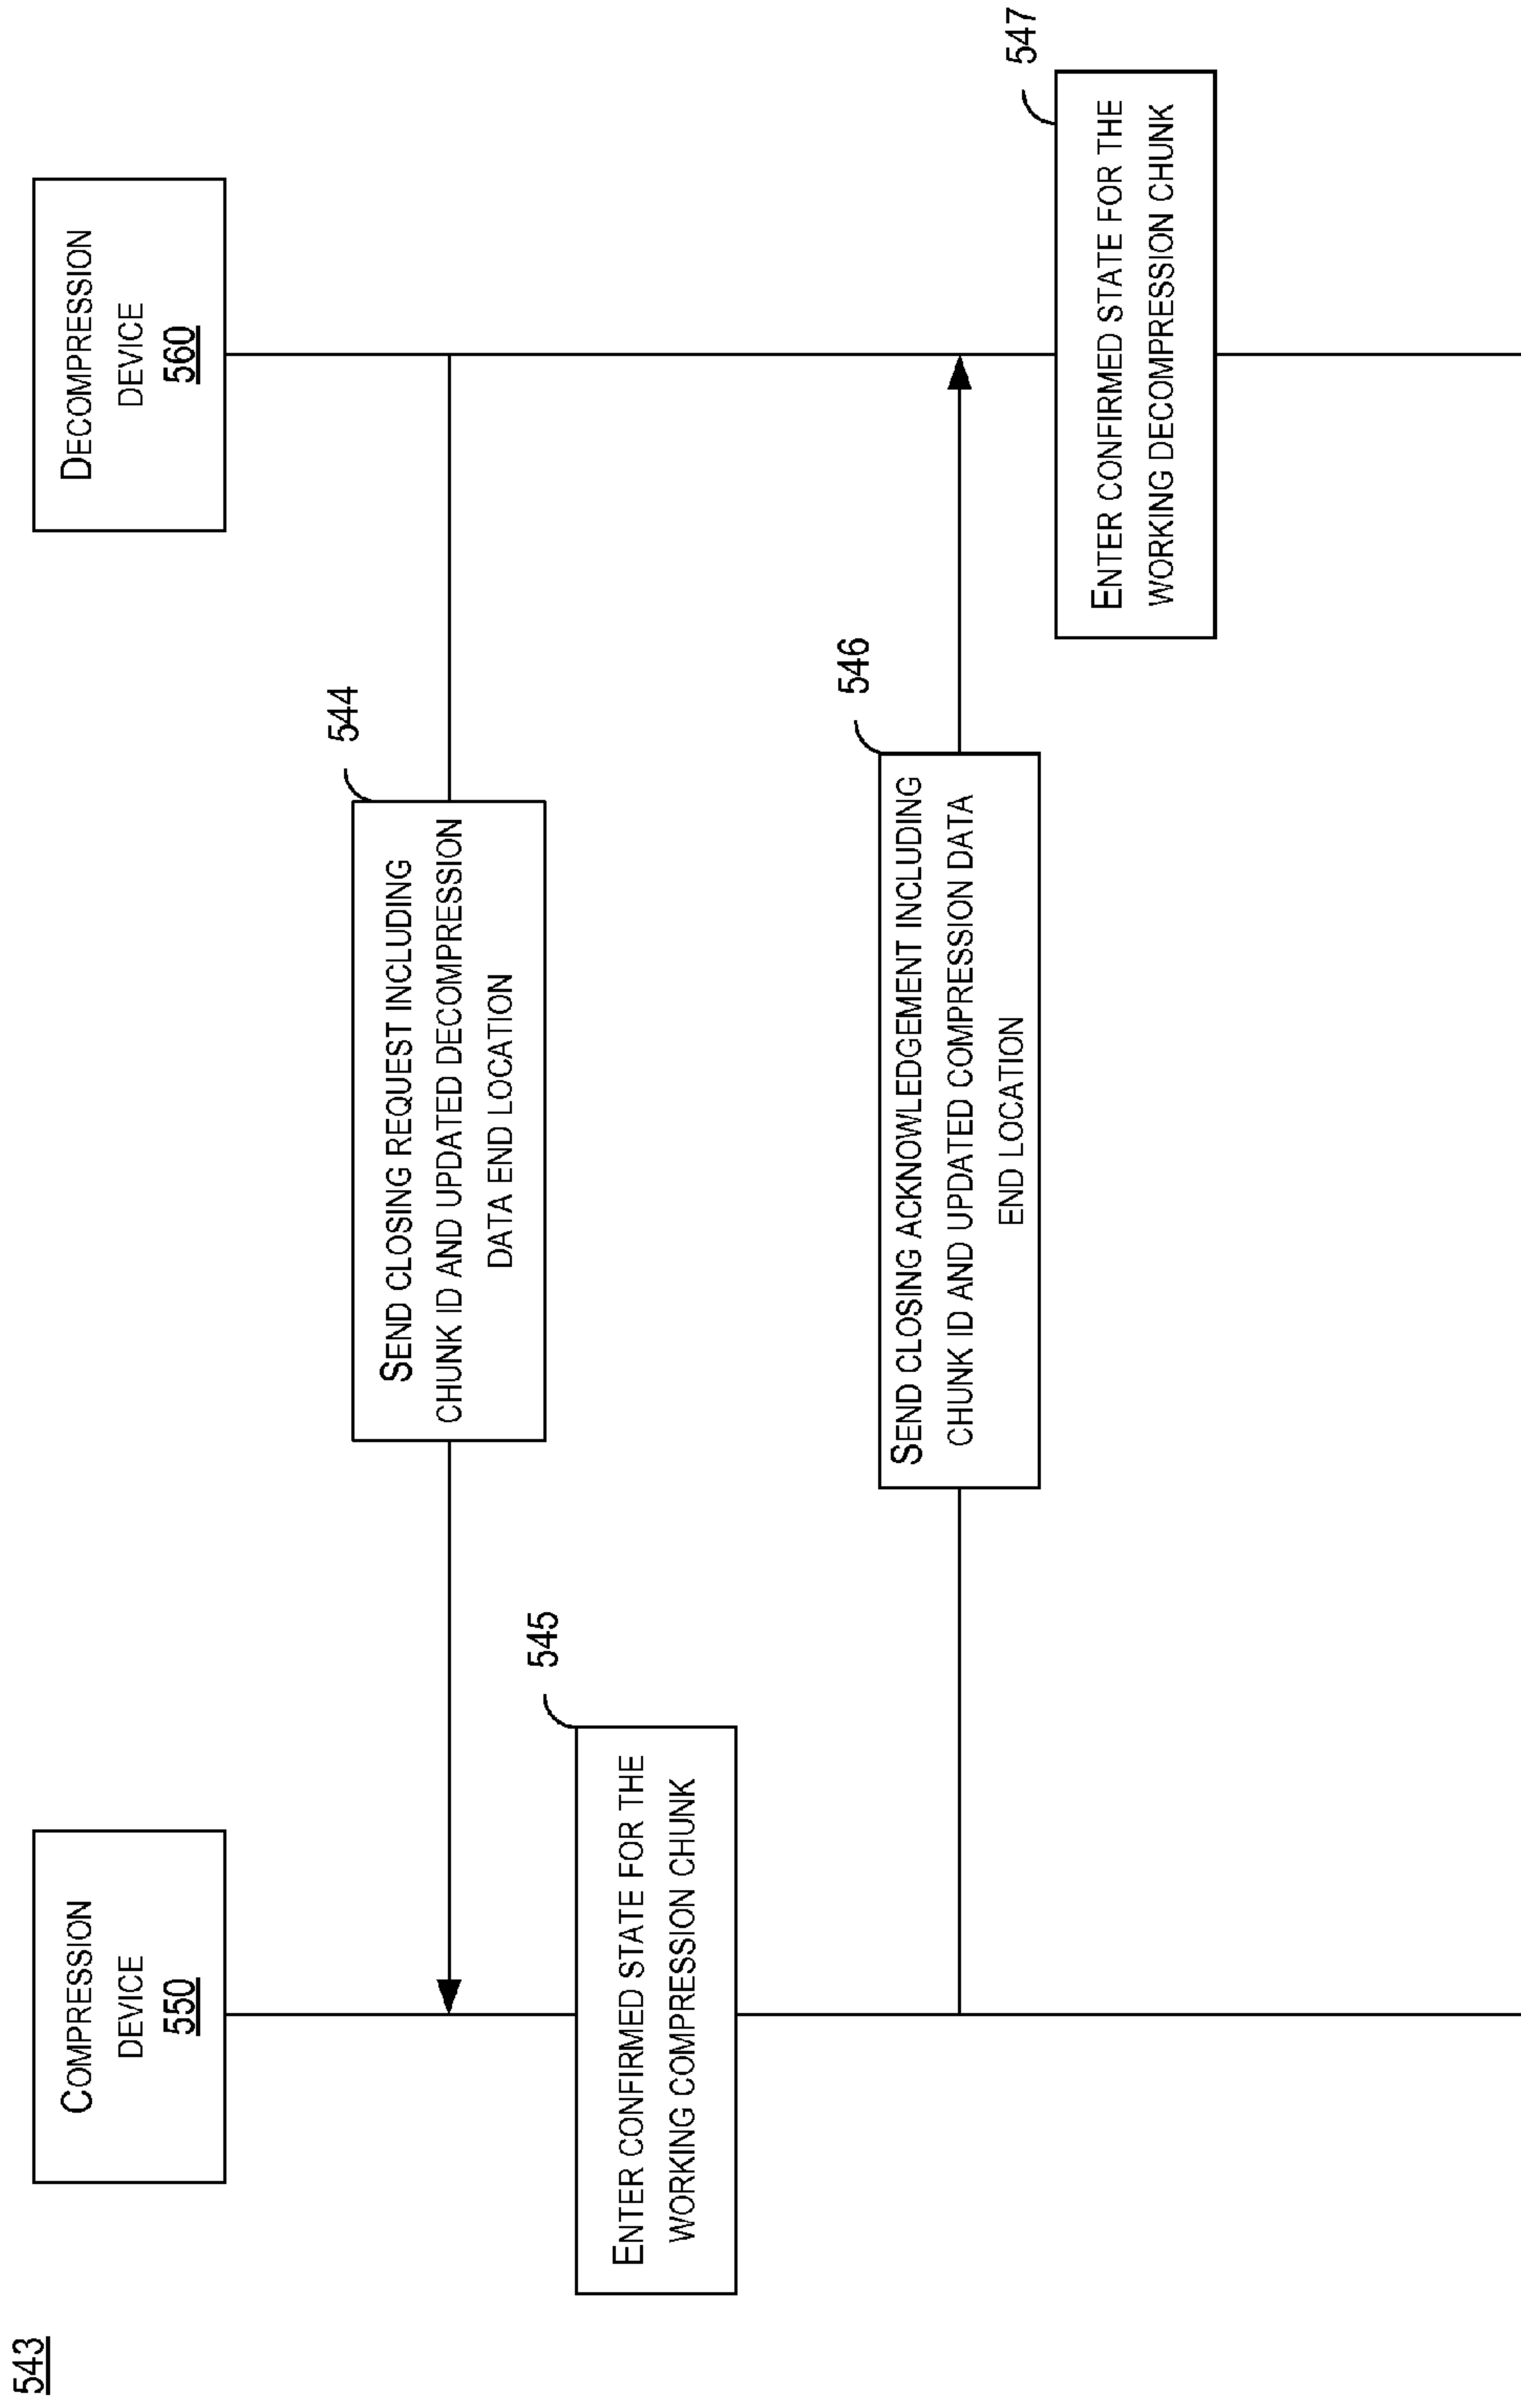 543
COMPRESSION
DEVICE
550
DECOMPRESSION
DEVICE
560
544
SEND CLOSING REQUEST INCLUDING
CHUNK ID AND UPDATED DECOMPRESSION
DATA END LOCATION
545
ENTER CONFIRMED STATE FOR THE
WORKING COMPRESSION CHUNK
546
SEND CLOSING ACKNOWLEDGEMENT INCLUDING
CHUNK ID AND UPDATED COMPRESSION DATA
END LOCATION
547
ENTER CONFIRMED STATE FOR THE
WORKING DECOMPRESSION CHUNK